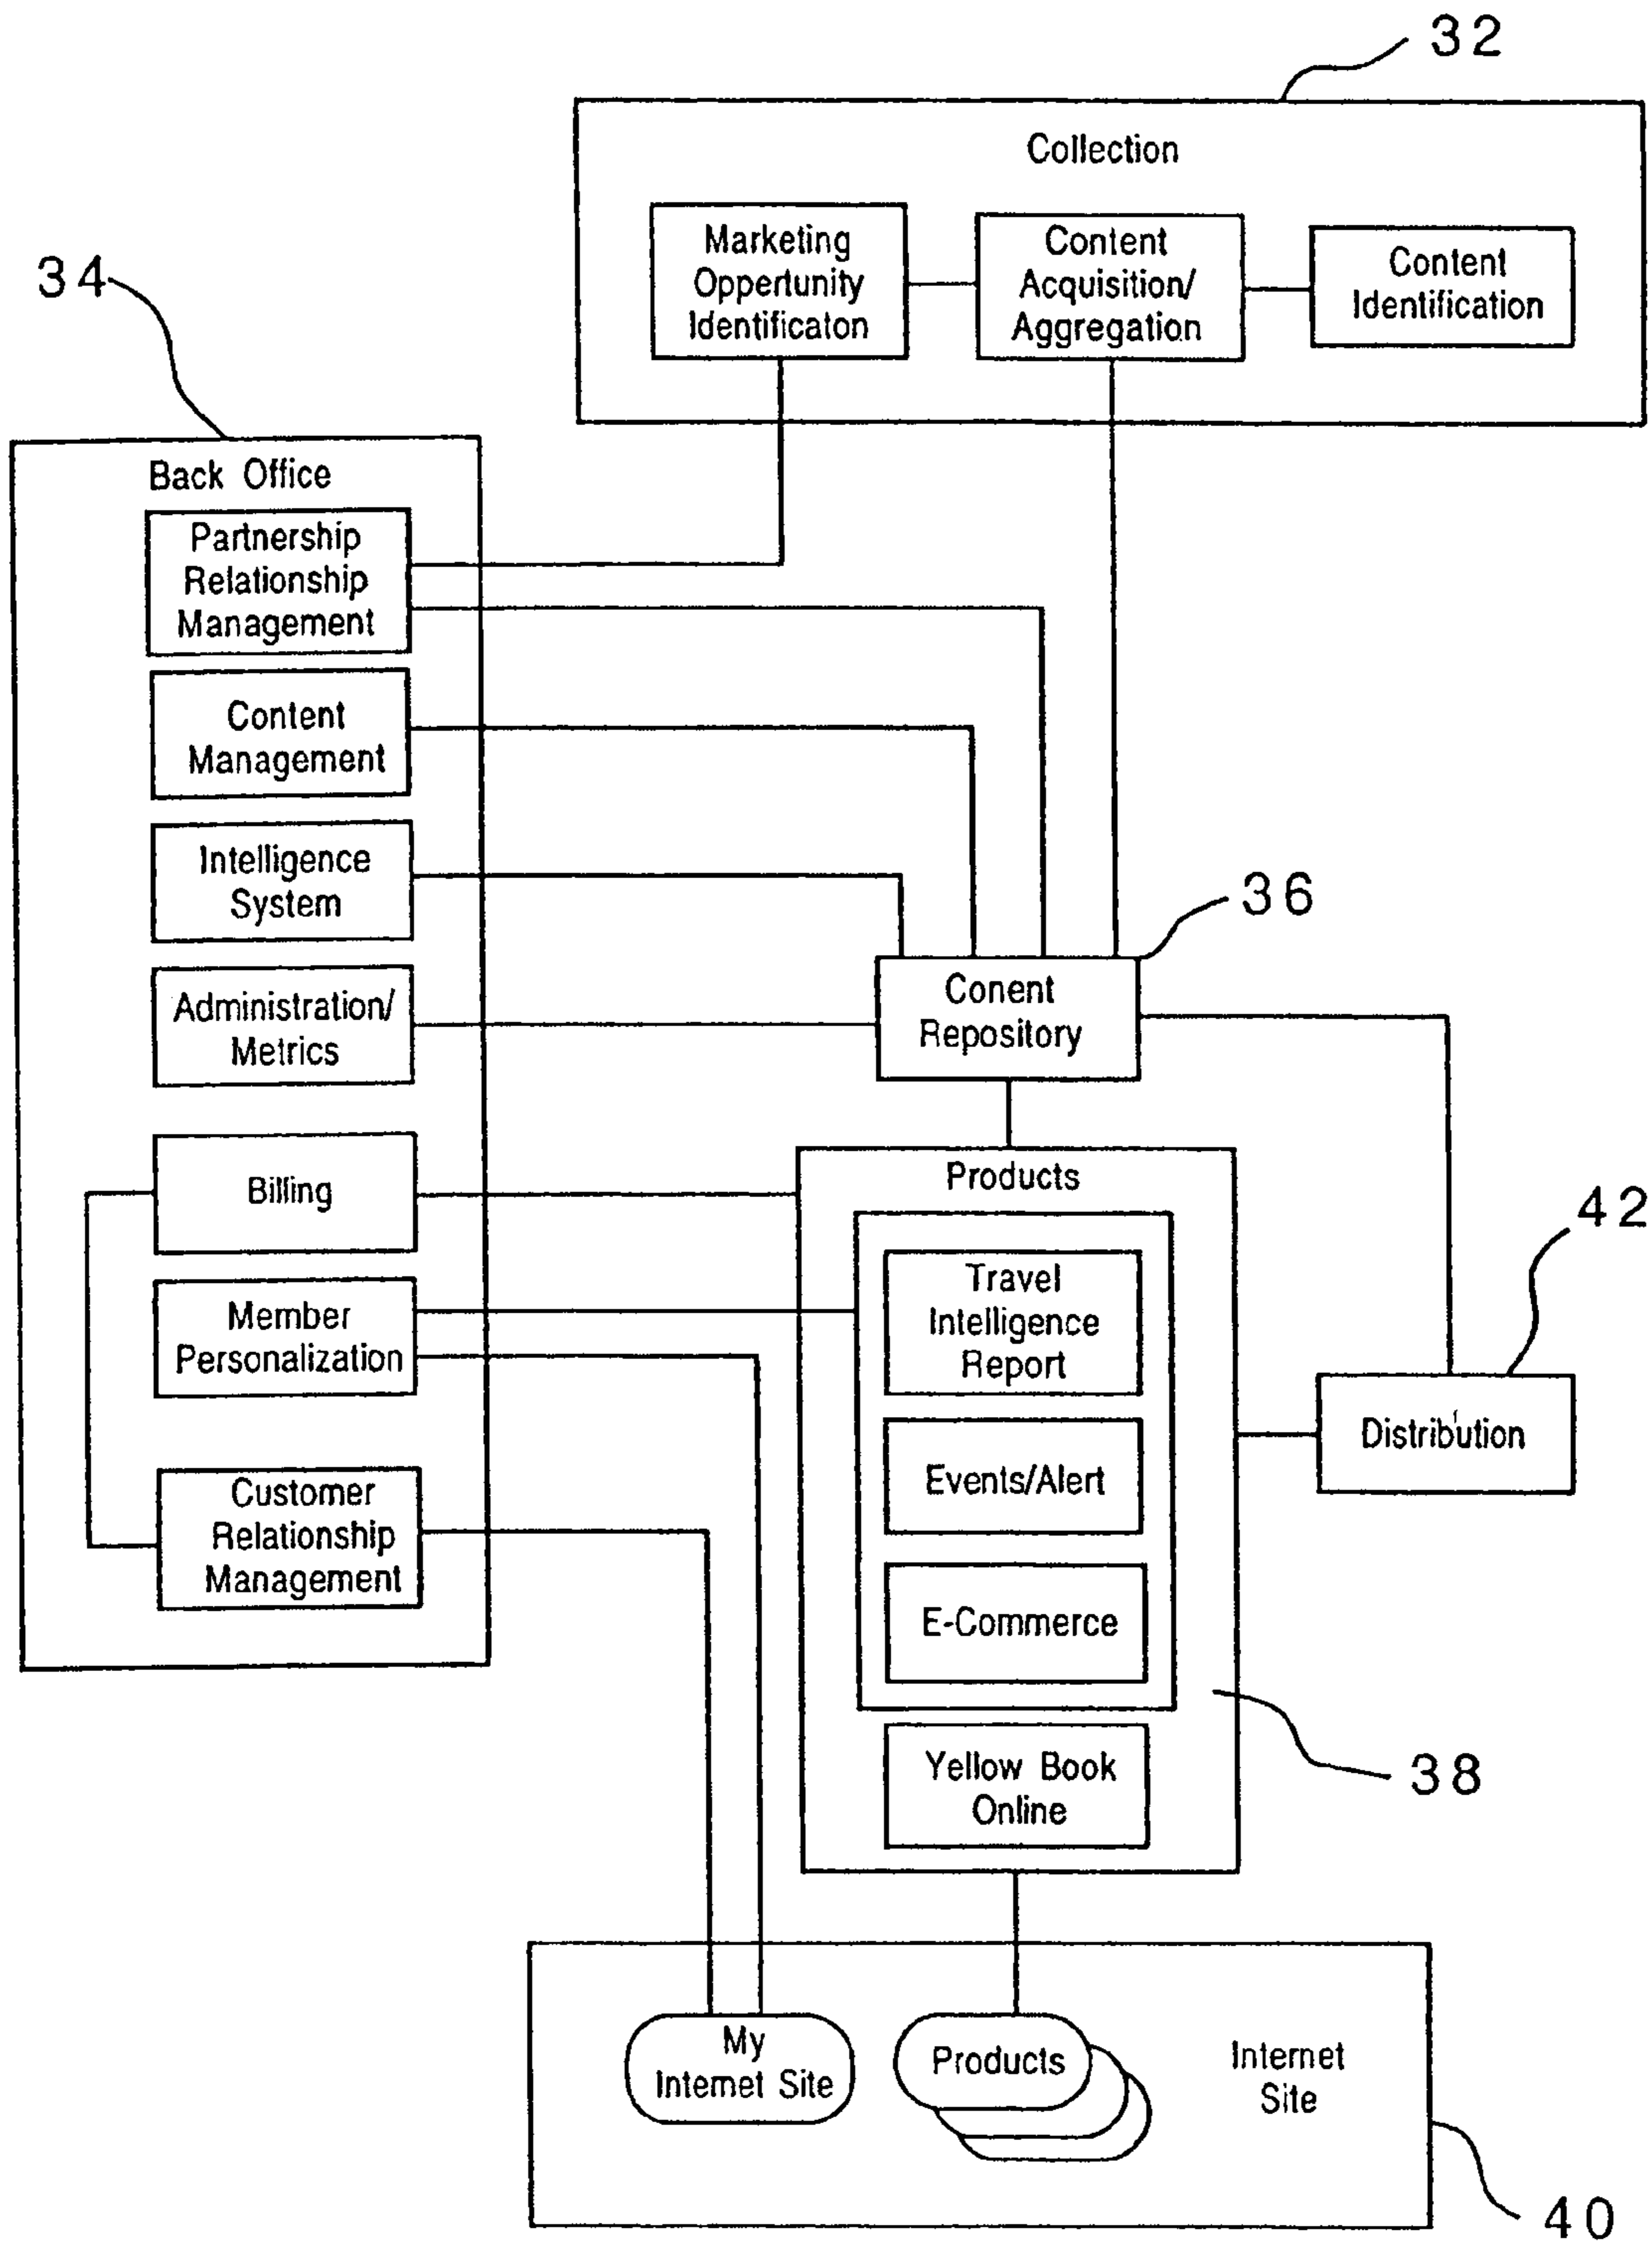 32
Collection
Marketing
Oppertunity
Identificaton
Content
Acquisition/
Aggregation
Content
Identification
34
Back Office
Partnership
Relationship
Management
Content
Management
Intelligence
System
Administration/
Metrics
Billing
Member
Personalization
Customer
Relationship
Management
36
Conent
Repository
Products
Travel
Intelligence
Report
Events/Alert
E-Commerce
Yellow Book
Online
42
Distribution
38
My
Internet Site
Products
Internet
Site
40